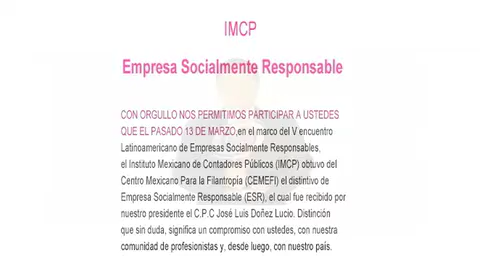 IMCP
Empresa Socialmente Responsable
CON ORGULLO NOS PERMITIMOS PARTICIPAR A USTEDES
QUE EL PASADO 13 DE MARZO,en el marco del V encuentro
Latinoamericano de Empresas Socialmente Responsables,
el Instituto Mexicano de Contadores Públicos (IMCP) obtuvo del
Centro Mexicano Para la Filantropía (CEMEFI) el distintivo de
Empresa Socialmente Responsable (ESR), el cual fue recibido por
nuestro presidente el C.P.C José Luis Doñez Lucio. Distinción
que sin duda, significa un compromiso con ustedes, con nuestra
comunidad de profesionistas y, desde luego, con nuestro país.